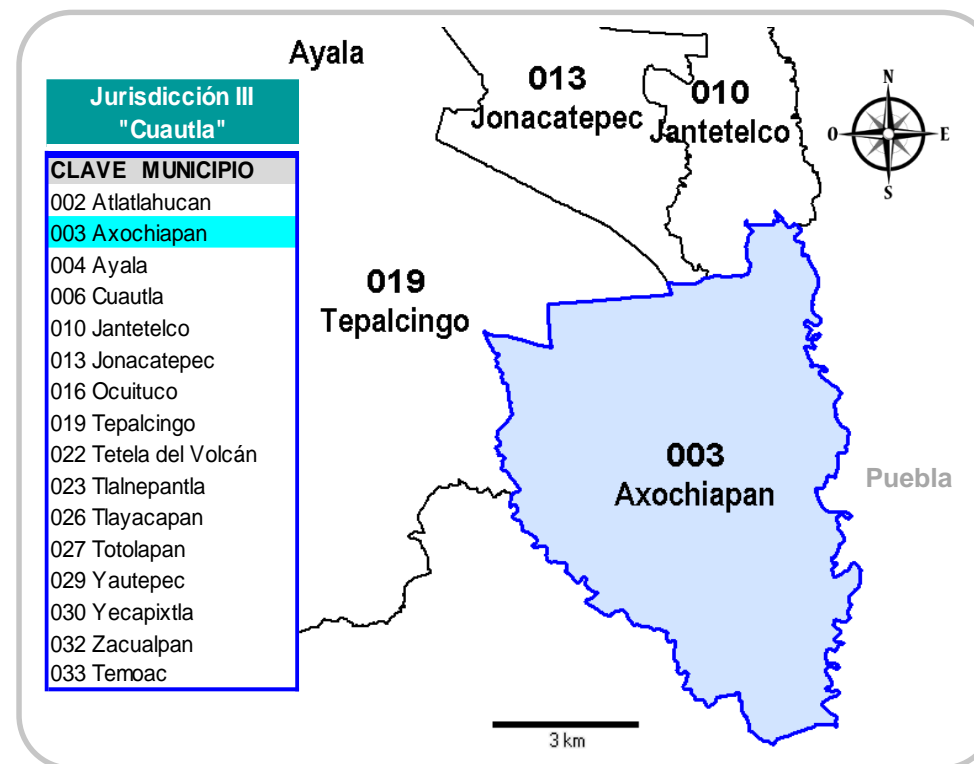 Jurisdicción III
"Cuautla"
CLAVE MUNICIPIO
002 Atlatlahucan
003 Axochiapan
004 Ayala
006 Cuautla
010 Jantetelco
013 Jonacatepec
016 Ocuituco
019 Tepalcingo
022 Tetela del Volcán
023 Tlalnepantla
026 Tlayacapan
027 Totolapan
029 Yautepec
030 Yecapixtla
032 Zacualpan
033 Temoac
Ayala
013
Jonacatepec
010
Jantetelco
N
O
E
S
019
Tepalcingo
003
Axochiapan
Puebla
3 km